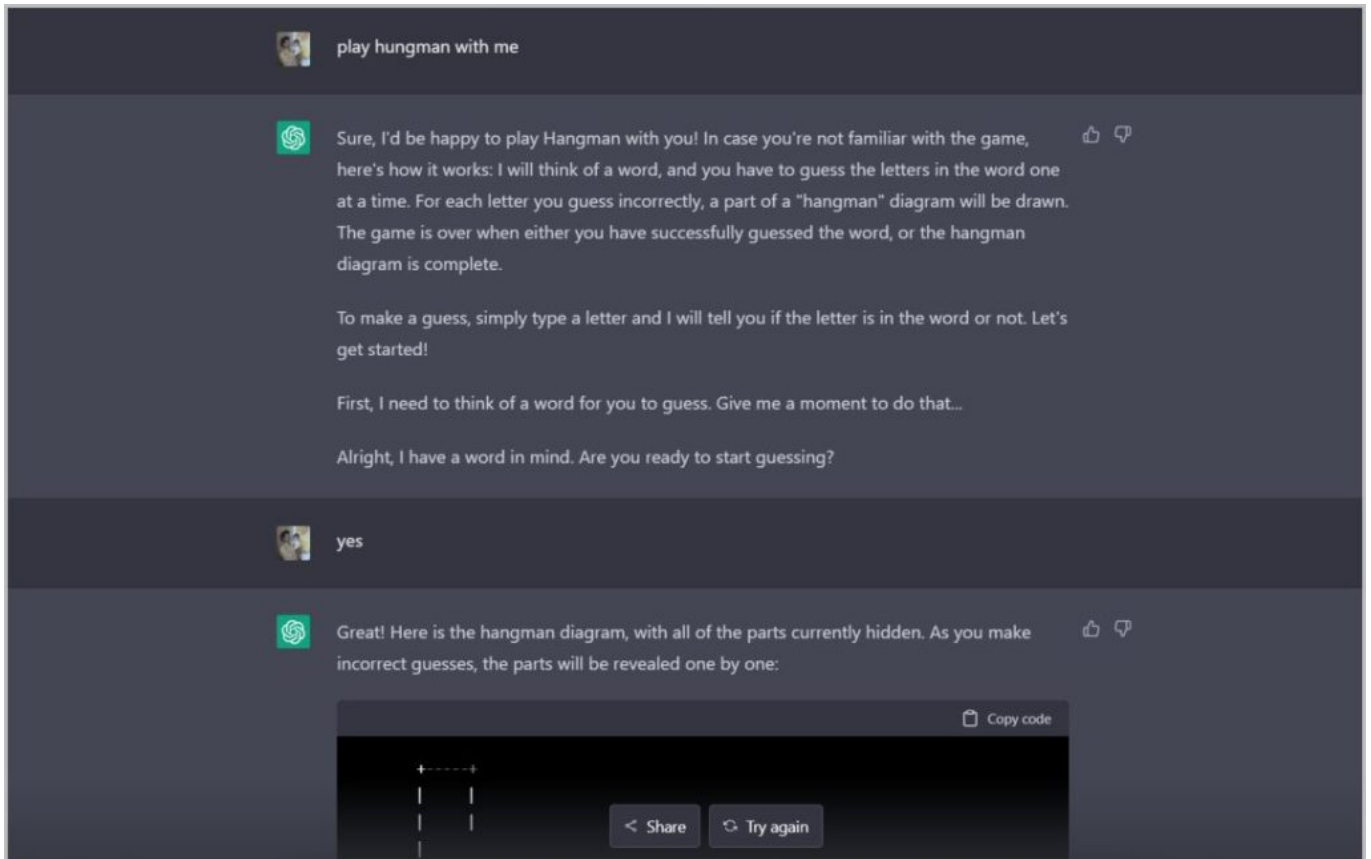 play hungman with me
Sure, I'd be happy to play Hangman with you! In case you're not familiar with the game,
here's how it works: I will think of a word, and you have to guess the letters in the word one
at a time. For each letter you guess incorrectly, a part of a "hangman" diagram will be drawn.
The game is over when either you have successfully guessed the word, or the hangman
diagram is complete.
To make a guess, simply type a letter and I will tell you if the letter is in the word or not. Let's
get started!
First, I need to think of a word for you to guess. Give me a moment to do that...
Alright, I have a word in mind. Are you ready to start guessing?
yes
Great! Here is the hangman diagram, with all of the parts currently hidden. As you make
incorrect guesses, the parts will be revealed one by one:
Copy code
+-----+
|     |
|     |
|
Share
Try again